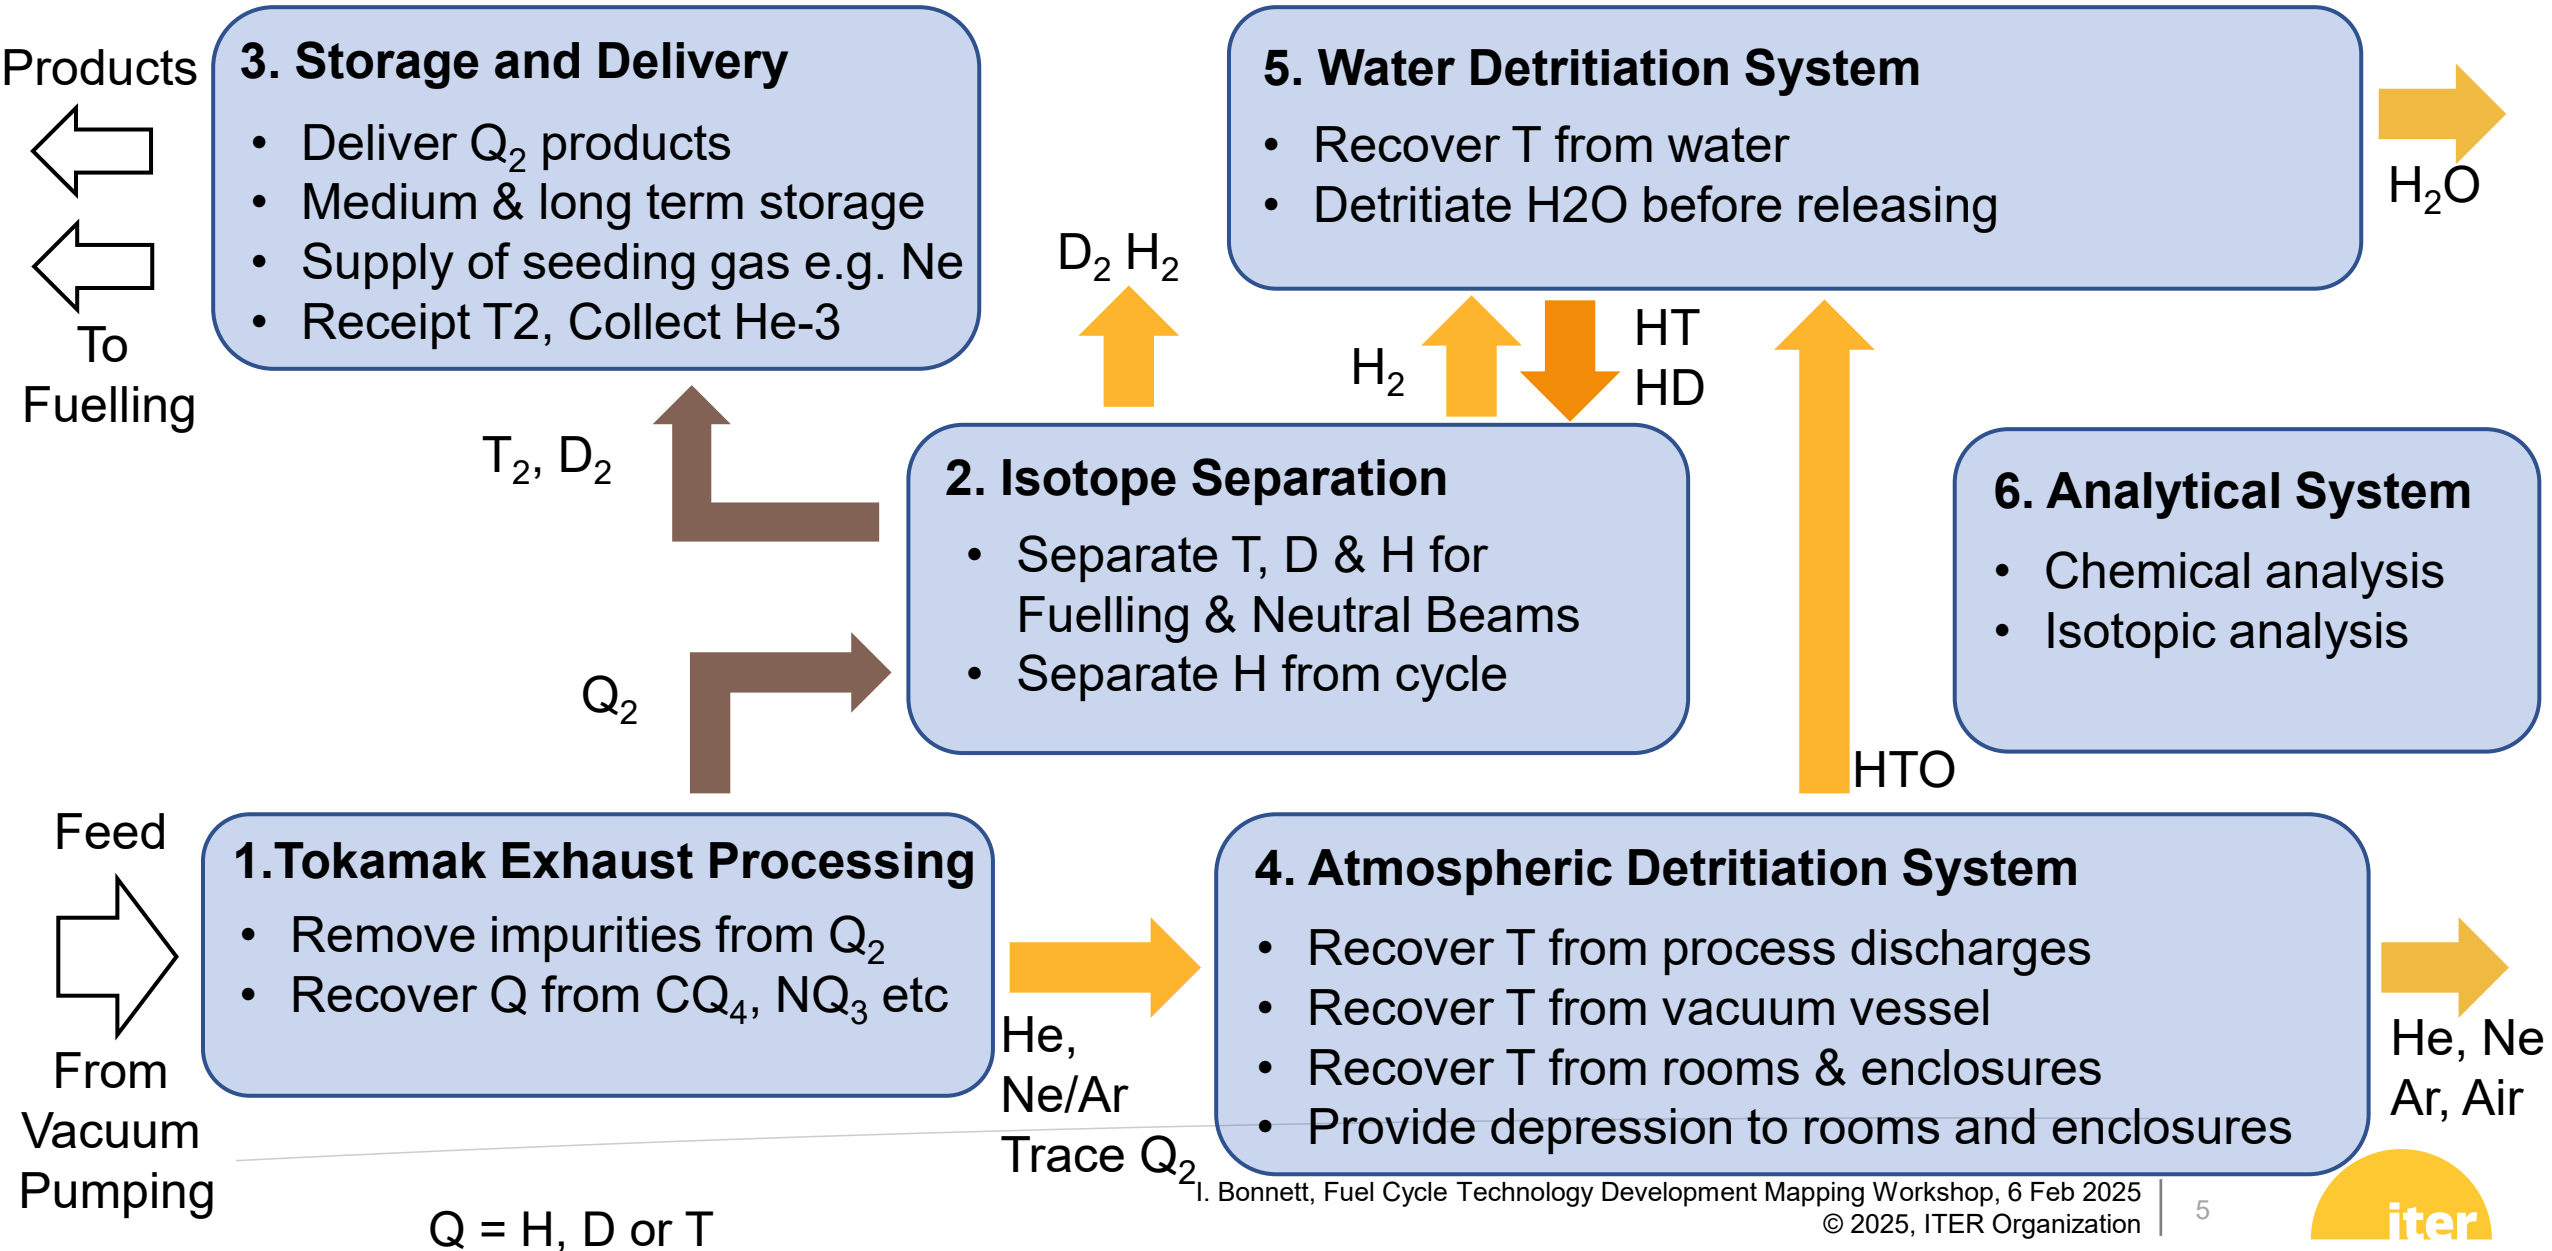 Products
To
Fuelling
3. Storage and Delivery
• Deliver Q2 products
• Medium & long term storage
• Supply of seeding gas e.g. Ne
• Receipt T2, Collect He-3
5. Water Detritiation System
• Recover T from water
• Detritiate H2O before releasing
H2O
D2 H2
H2
HT
HD
T2, D2
2. Isotope Separation
• Separate T, D & H for
Fuelling & Neutral Beams
• Separate H from cycle
6. Analytical System
• Chemical analysis
• Isotopic analysis
Q2
HTO
Feed
From
Vacuum
Pumping
1.Tokamak Exhaust Processing
• Remove impurities from Q2
• Recover Q from CQ4, NQ3 etc
He,
Ne/Ar
Trace Q2
4. Atmospheric Detritiation System
• Recover T from process discharges
• Recover T from vacuum vessel
• Recover T from rooms & enclosures
• Provide depression to rooms and enclosures
He, Ne
Ar, Air
Q = H, D or T
I. Bonnett, Fuel Cycle Technology Development Mapping Workshop, 6 Feb 2025
© 2025, ITER Organization
5
iter